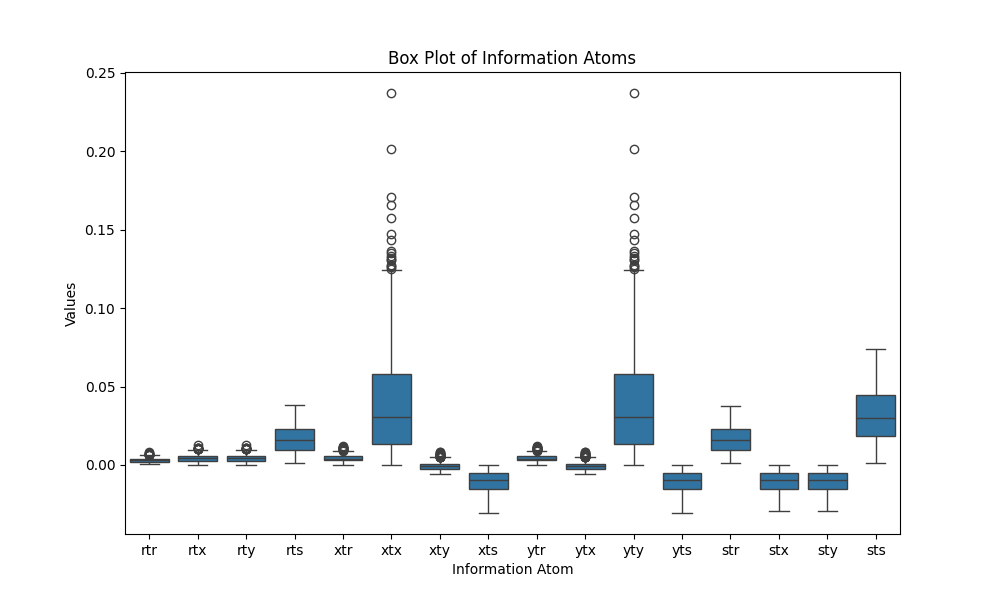 Box Plot of Information Atoms
0.25
0.20
0.15
0.10
0.05
0.00
Values
rtr rtx rty rts xtr xtx xty xts ytr ytx yty yts str stx sty sts
Information Atom